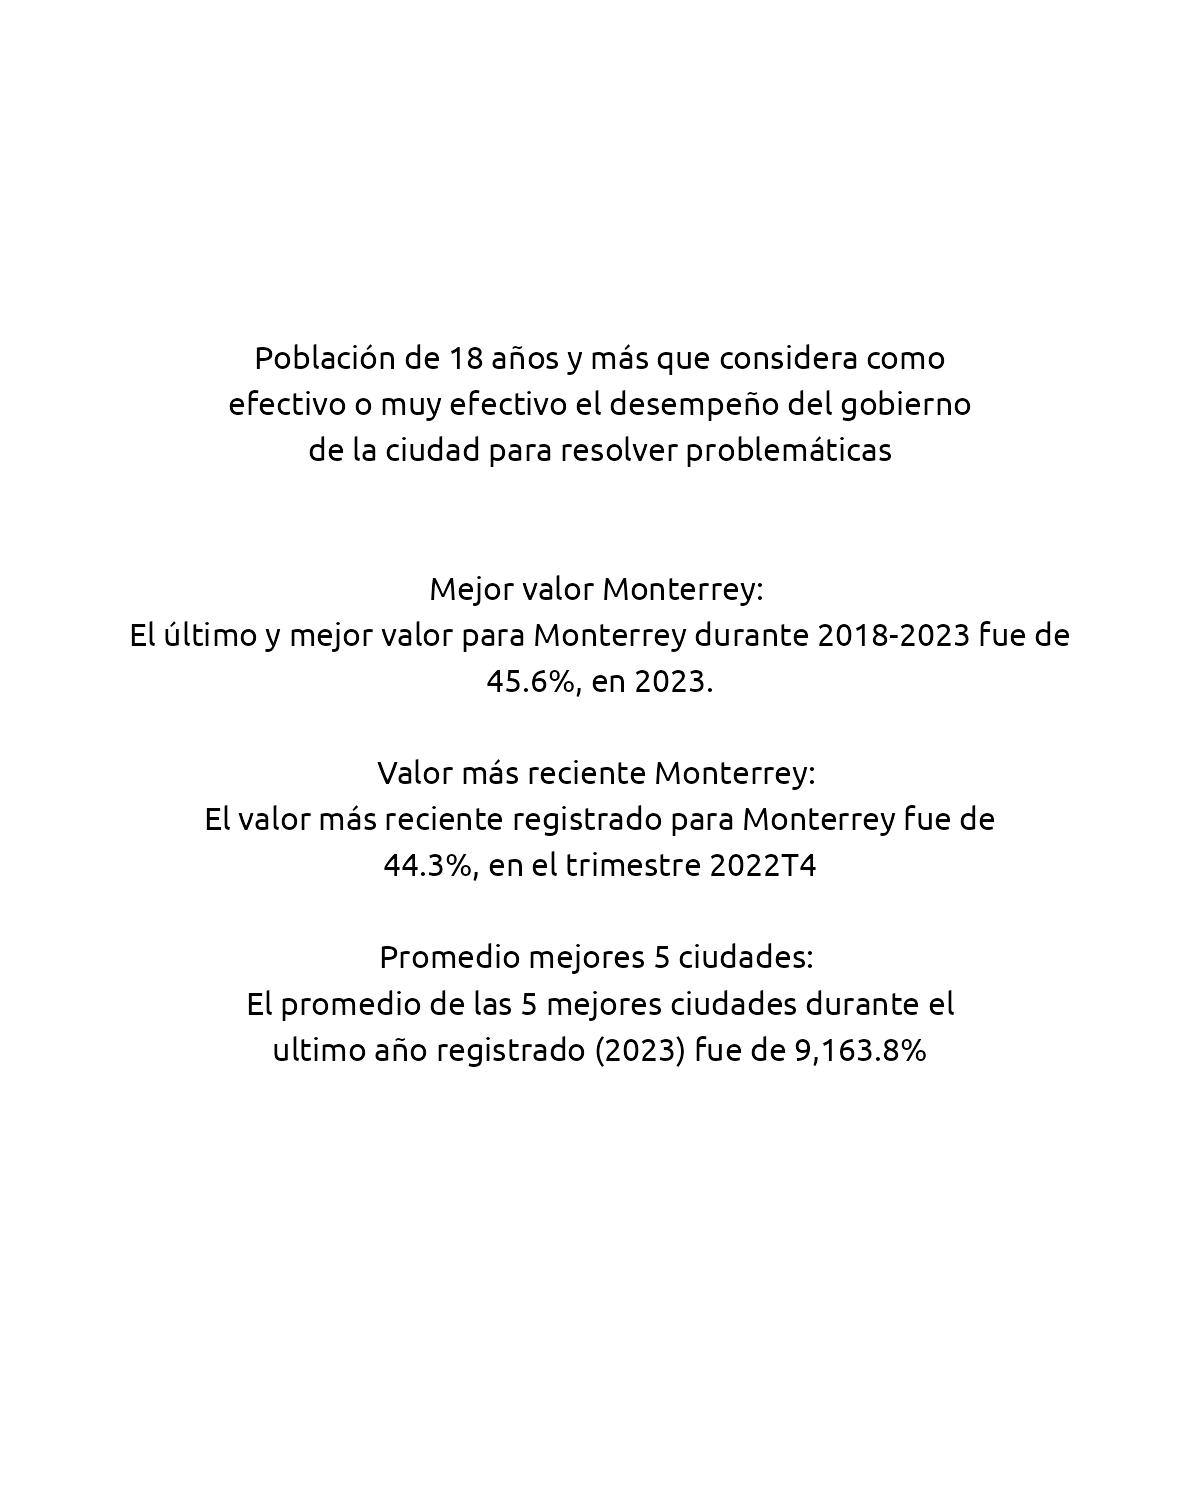 Población de 18 años y más que considera como
efectivo o muy efectivo el desempeño del gobierno
de la ciudad para resolver problemáticas
Mejor valor Monterrey:
El último y mejor valor para Monterrey durante 2018-2023 fue de
45.6%, en 2023.
Valor más reciente Monterrey:
El valor más reciente registrado para Monterrey fue de
44.3%, en el trimestre 2022T4
Promedio mejores 5 ciudades:
El promedio de las 5 mejores ciudades durante el
ultimo año registrado (2023) fue de 9,163.8%